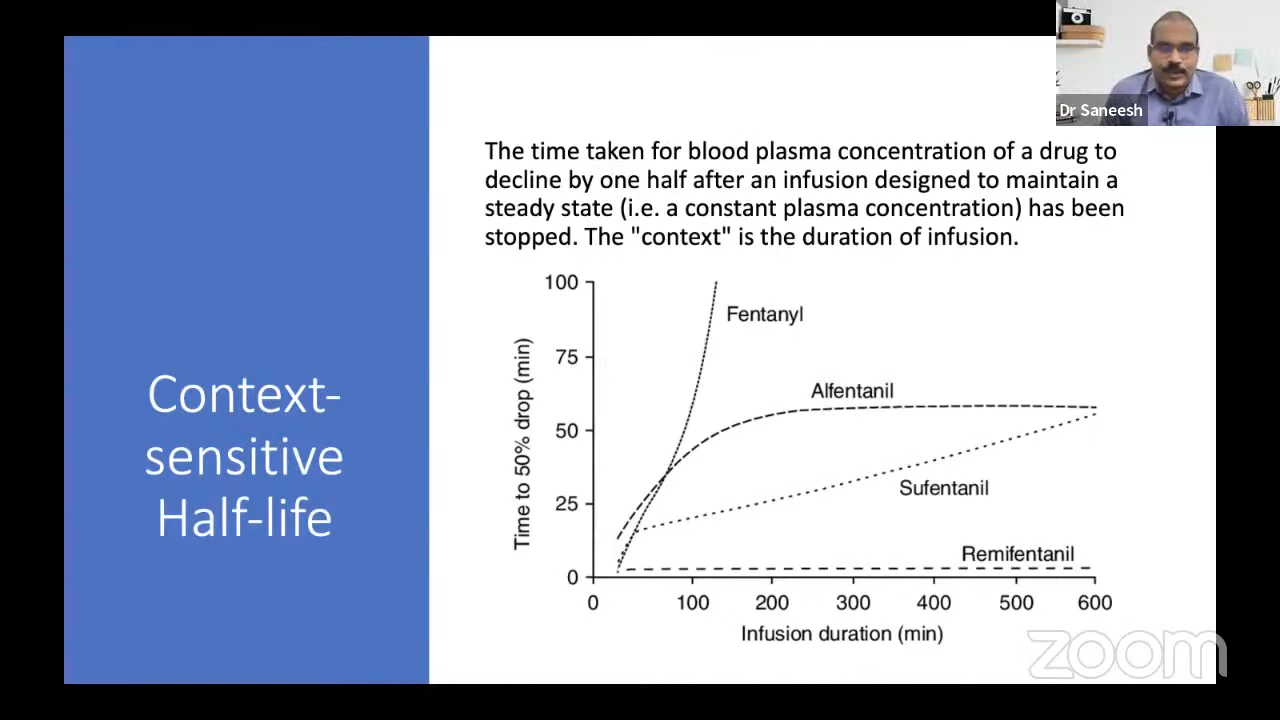 Dr Saneesh
Context-
sensitive
Half-life
The time taken for blood plasma concentration of a drug to
decline by one half after an infusion designed to maintain a
steady state (i.e. a constant plasma concentration) has been
stopped. The "context" is the duration of infusion.
Time to 50% drop (min)
100
75
50
25
0
Fentanyl
Alfentanil
Sufentanil
Remifentanil
0 100 200 300 400 500 600
Infusion duration (min)
zoom